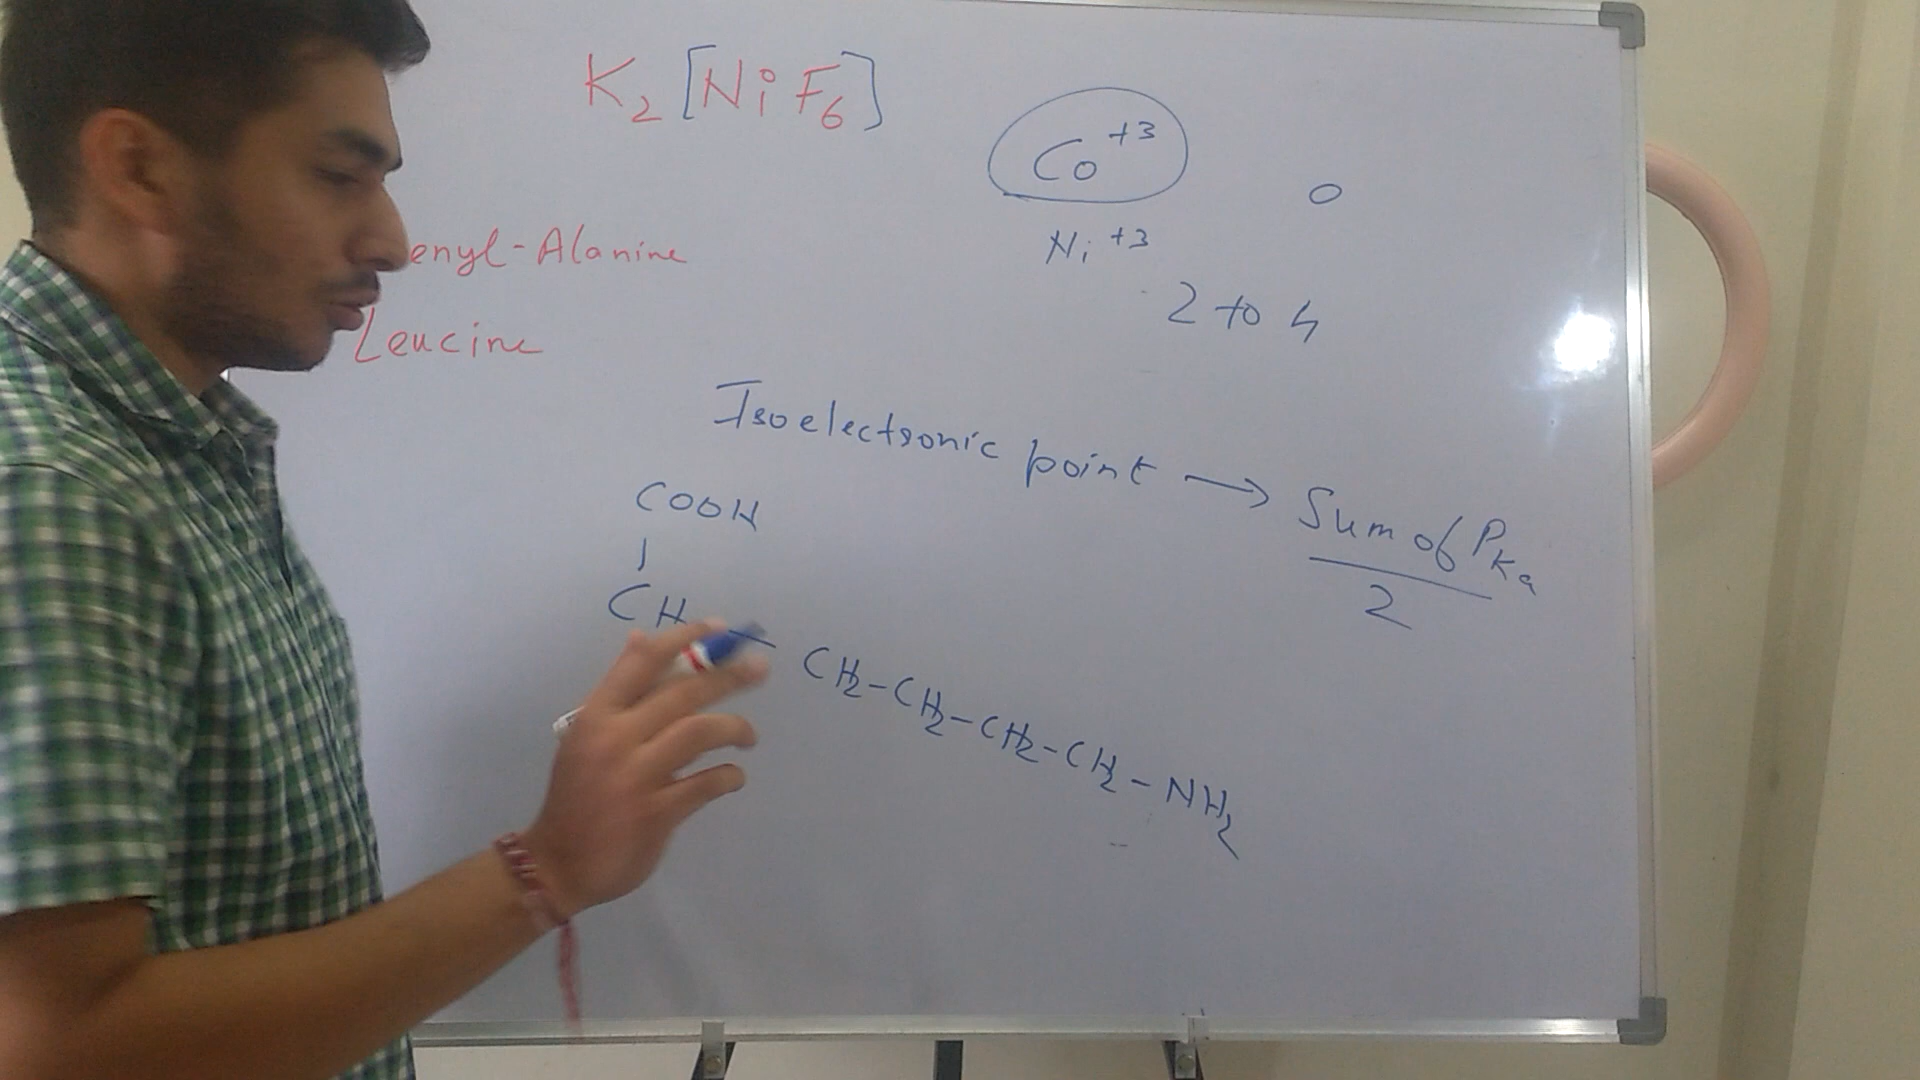 K2[NiF6]
Co+3
0
Ni+3
enyl-Alanine
2 to 4
Leucine
Isoelectronic point → Sum of PKa
2
COOH
CH - CH2-CH2-CH2-CH2-NH2